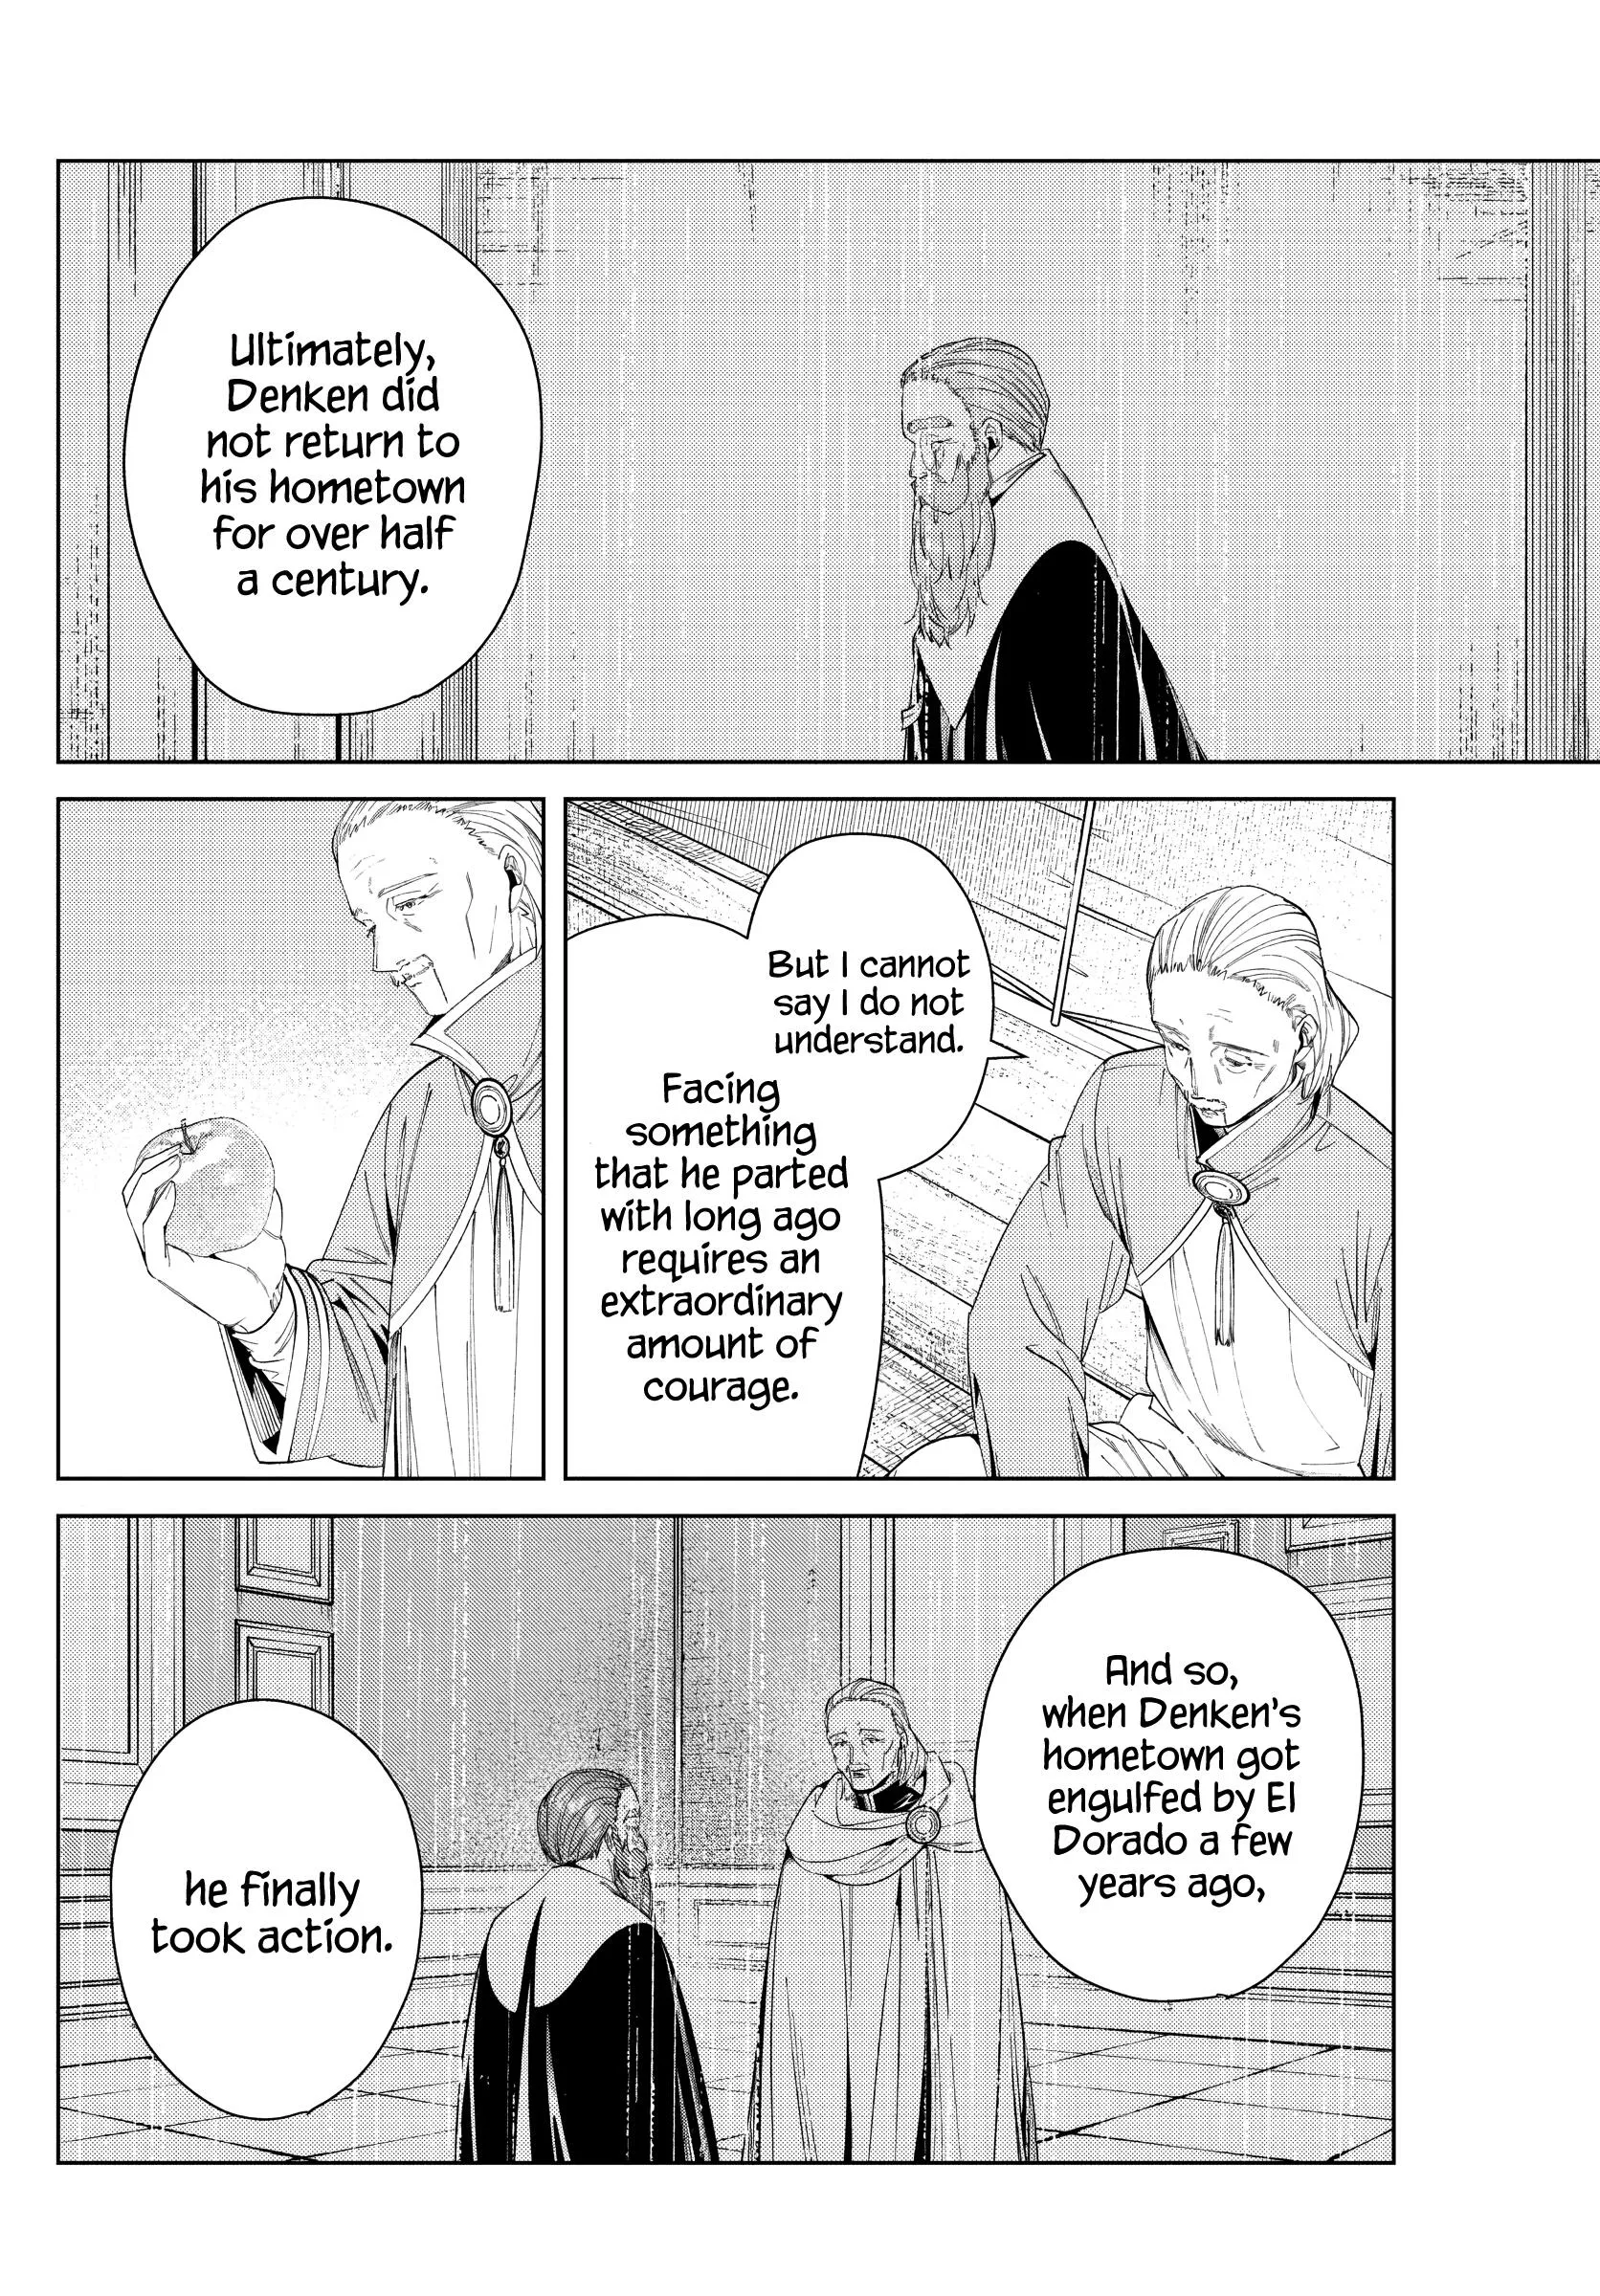 Ultimately,
Denken did
not return to
his hometown
for over half
a century.
But I cannot
say I do not
understand.
Facing
something
that he parted
with long ago
requires an
extraordinary
amount of
courage.
And so,
when Denken's
hometown got
engulfed by El
Dorado a few
years ago,
he finally
took action.